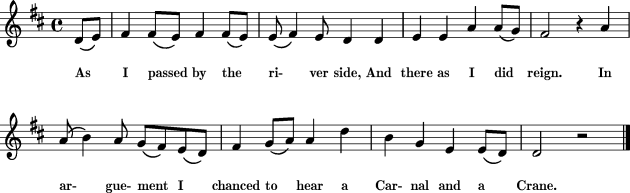 As I passed by the ri- ver side, And there as I did reign. In
ar- gue- ment I chanced to hear a Car- nal and a Crane.